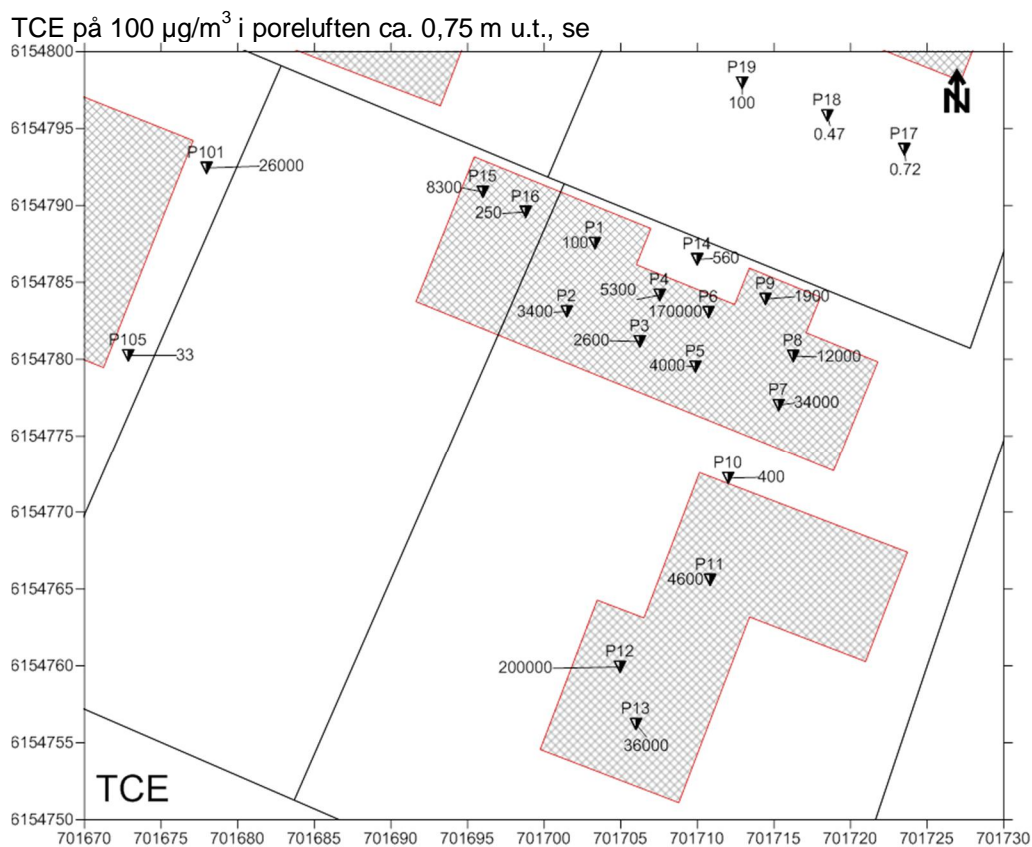 TCE på 100 µg/m³ i poreluften ca. 0,75 m u.t., se
6154800
P19
100
P18
0.47
N
P17
0.72
6154795
P101
26000
6154790
P15
8300
P16
250
P1
100
P14
560
6154785
P4
5300
P6
170000
P9
1900
P2
3400
P3
2600
P8
12000
6154780
P105
33
P5
4000
P7
34000
6154775
P10
400
6154770
P11
4600
6154765
6154760
P12
200000
P13
36000
6154755
TCE
6154750
701670 701675 701680 701685 701690 701695 701700 701705 701710 701715 701720 701725 701730